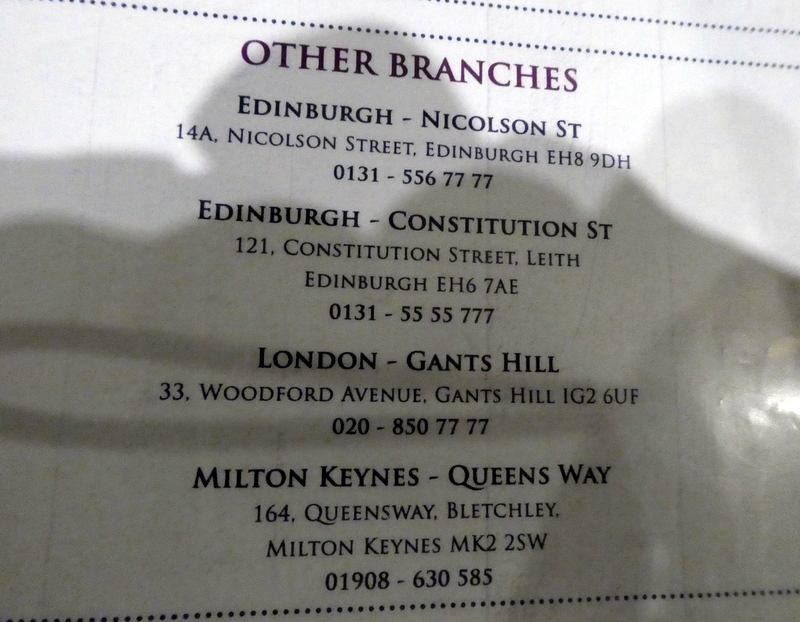 OTHER BRANCHES
EDINBURGH - NICOLSON ST
14A, NICOLSON STREET, EDINBURGH EH8 9DH
0131 - 556 77 77
EDINBURGH - CONSTITUTION ST
121, CONSTITUTION STREET, LEITH
EDINBURGH EH6 7AE
0131 - 55 55 777
LONDON - GANTS HILL
33, WOODFORD AVENUE, GANTS HILL IG2 6UF
020 - 850 77 77
MILTON KEYNES - QUEENS WAY
164, QUEENSWAY, BLETCHLEY,
MILTON KEYNES MK2 2SW
01908 - 630 585